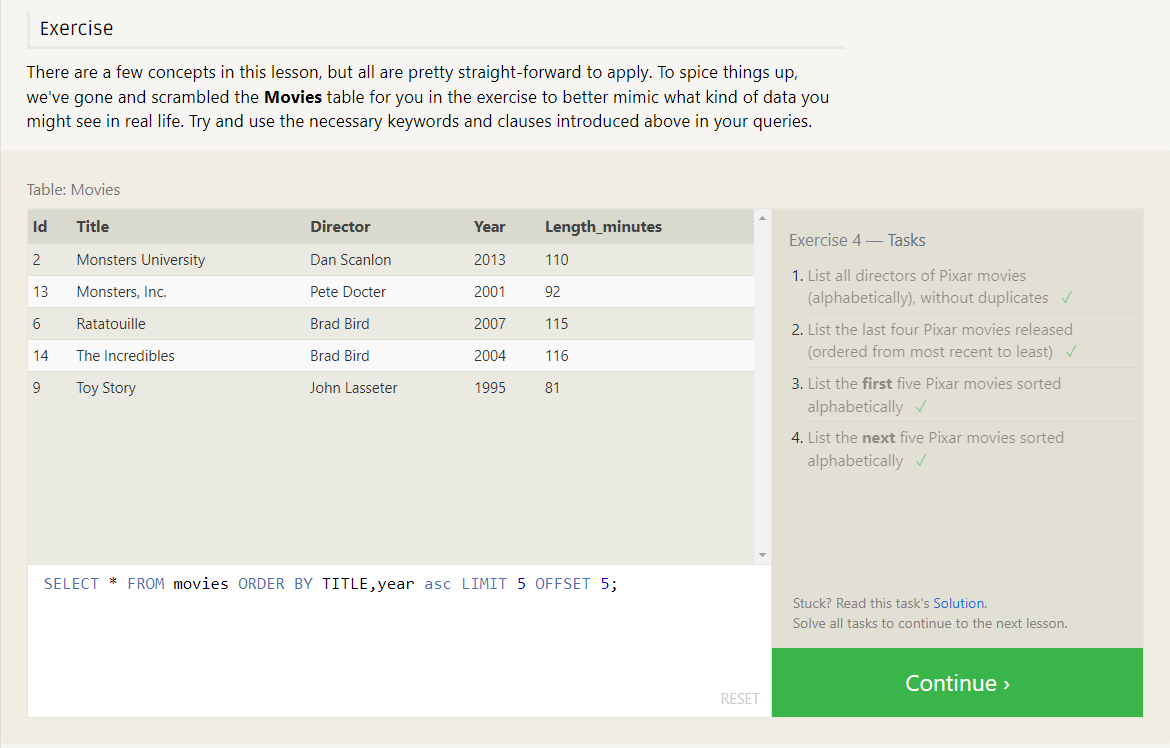 Exercise
There are a few concepts in this lesson, but all are pretty straight-forward to apply. To spice things up,
we've gone and scrambled the Movies table for you in the exercise to better mimic what kind of data you
might see in real life. Try and use the necessary keywords and clauses introduced above in your queries.
Table: Movies
Id Title Director Year Length_minutes
2 Monsters University Dan Scanlon 2013 110
13 Monsters, Inc. Pete Docter 2001 92
6 Ratatouille Brad Bird 2007 115
14 The Incredibles Brad Bird 2004 116
9 Toy Story John Lasseter 1995 81
SELECT * FROM movies ORDER BY TITLE,year asc LIMIT 5 OFFSET 5;
RESET
Exercise 4 — Tasks
1. List all directors of Pixar movies
(alphabetically), without duplicates ✓
2. List the last four Pixar movies released
(ordered from most recent to least) ✓
3. List the first five Pixar movies sorted
alphabetically ✓
4. List the next five Pixar movies sorted
alphabetically ✓
Stuck? Read this task's Solution.
Solve all tasks to continue to the next lesson.
Continue ›